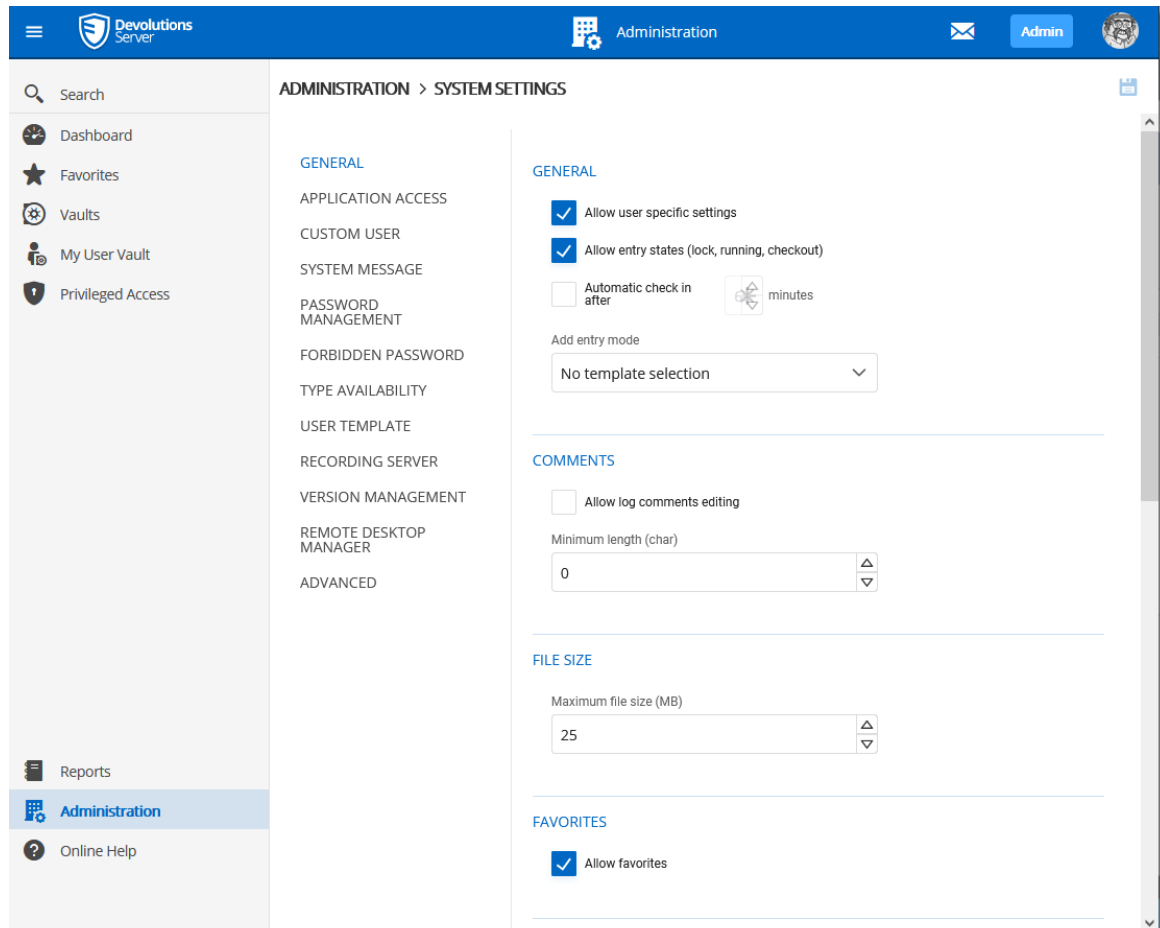 Devolutions
Server
Administration
Admin
Search
Dashboard
Favorites
Vaults
My User Vault
Privileged Access
Reports
Administration
Online Help
ADMINISTRATION > SYSTEM SETTINGS
GENERAL
APPLICATION ACCESS
CUSTOM USER
SYSTEM MESSAGE
PASSWORD
MANAGEMENT
FORBIDDEN PASSWORD
TYPE AVAILABILITY
USER TEMPLATE
RECORDING SERVER
VERSION MANAGEMENT
REMOTE DESKTOP
MANAGER
ADVANCED
GENERAL
Allow user specific settings
Allow entry states (lock, running, checkout)
Automatic check in
after
minutes
Add entry mode
No template selection
COMMENTS
Allow log comments editing
Minimum length (char)
0
FILE SIZE
Maximum file size (MB)
25
FAVORITES
Allow favorites